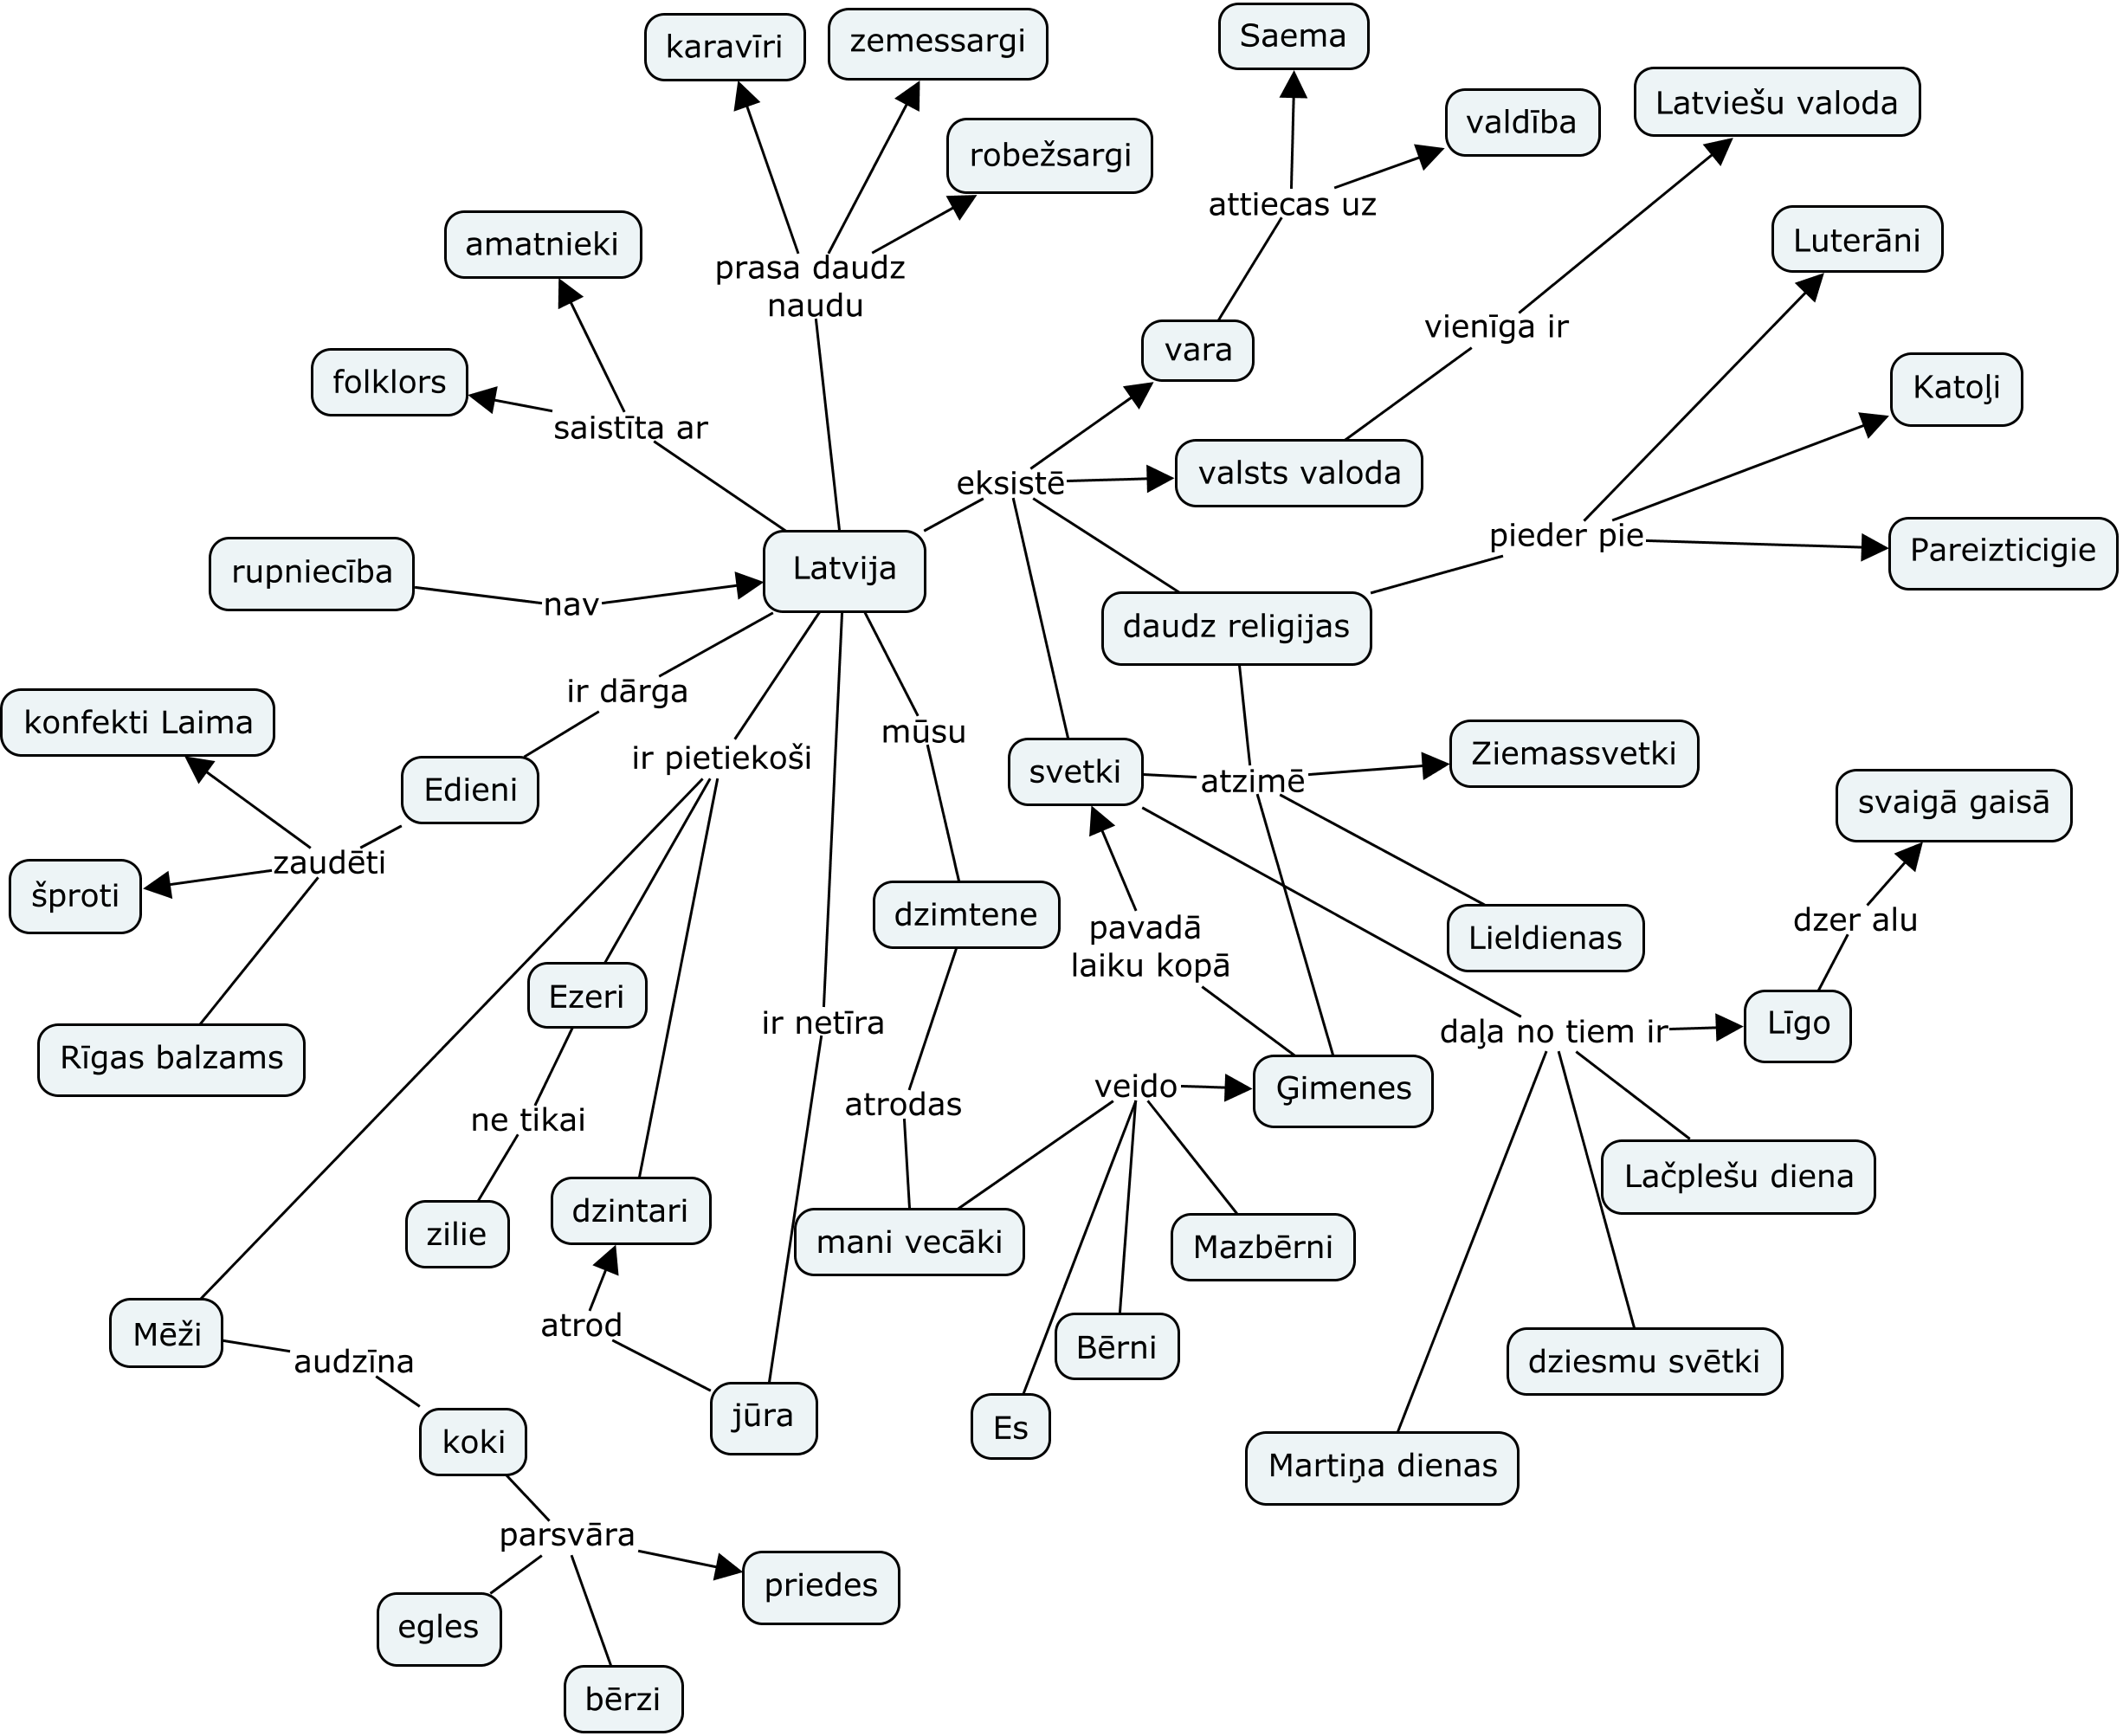 karavīri
zemessargi
Saema
robežsargi
valdība
Latviešu valoda
attiecas uz
amatnieki
prasa daudz
naudu
Luterāni
vara
vienīga ir
folklors
saistīta ar
Katoļi
eksistē
valsts valoda
pieder pie
Pareizticigie
rupniecība
nav
Latvija
daudz religijas
ir dārga
konfekti Laima
ir pietiekoši
mūsu
svetki
atzimē
Ziemassvetki
Edieni
svaigā gaisā
zaudēti
šproti
dzimtene
pavadā
laiku kopā
Lieldienas
dzer alu
Ezeri
ir netīra
daļa no tiem ir
Līgo
Rīgas balzams
ne tikai
atrodas
veido
Ģimenes
zilie
dzintari
mani vecāki
Mazbērni
Lačplešu diena
Mēži
atrod
Bērni
dziesmu svētki
audzīna
koki
jūra
Es
Martiņa dienas
parsvāra
priedes
egles
bērzi